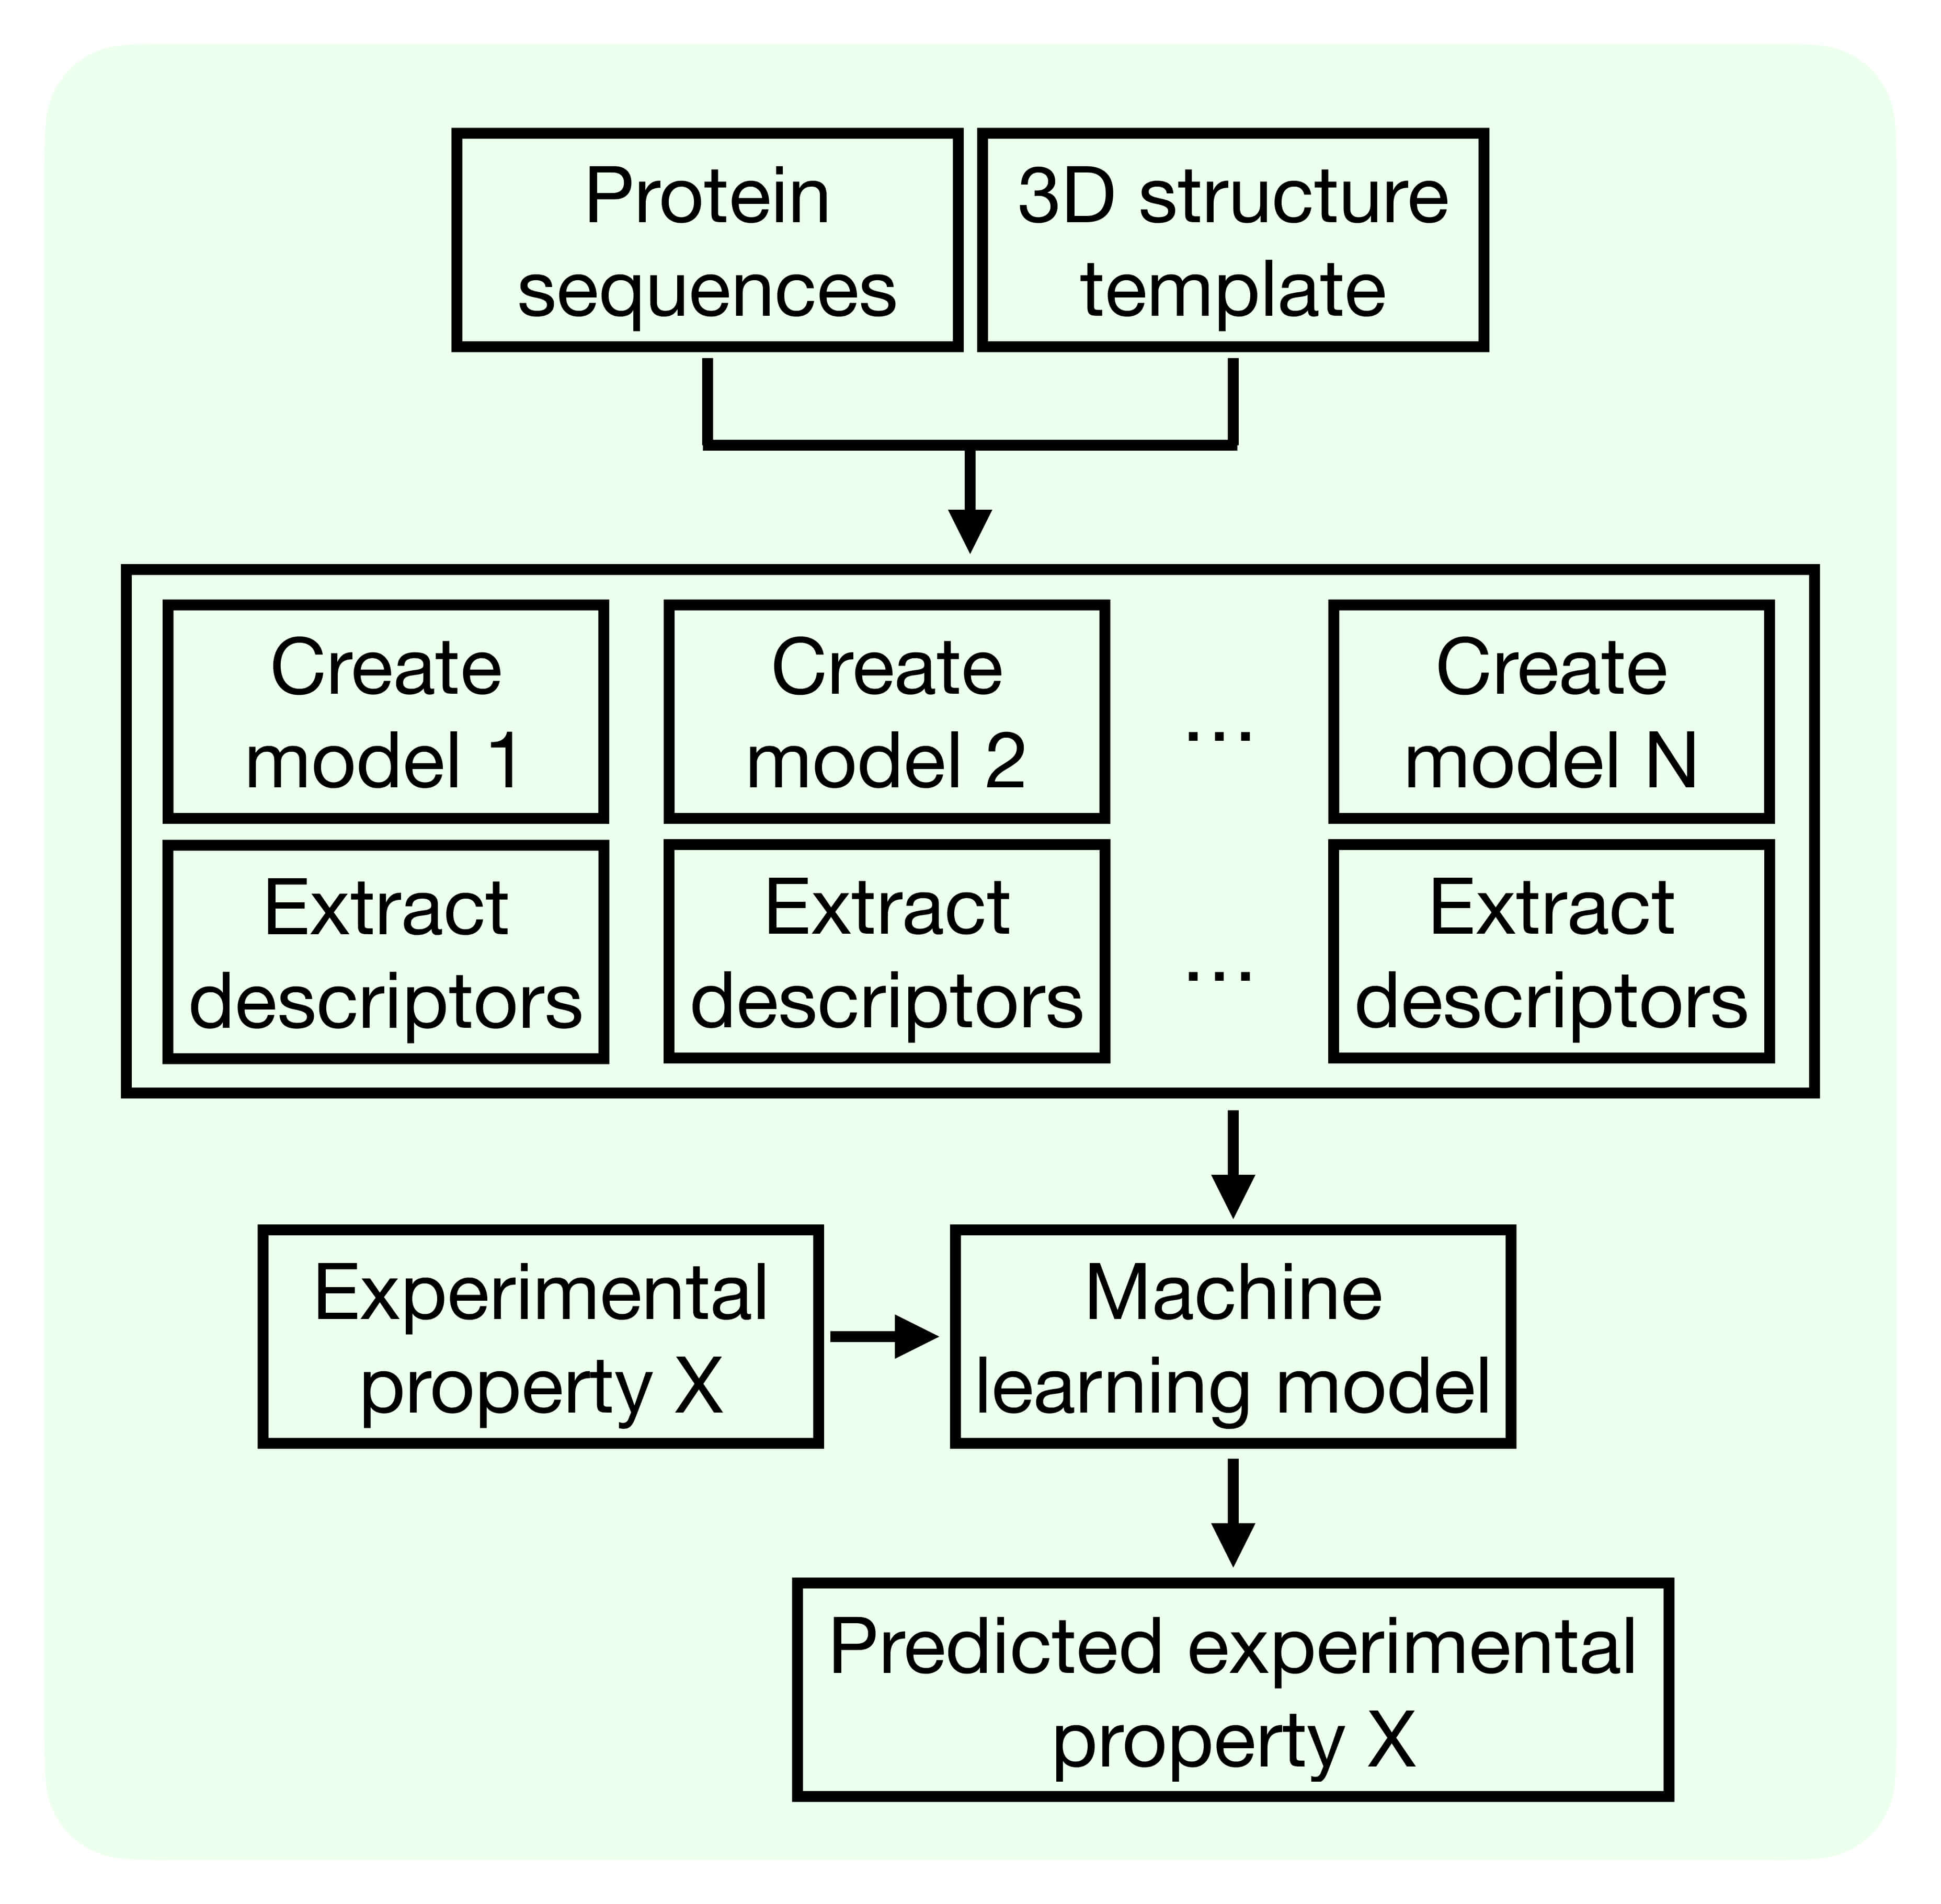 Protein
sequences
3D structure
template
Create
model 1
Create
model 2
...
Create
model N
Extract
descriptors
Extract
descriptors
...
Extract
descriptors
Experimental
property X
Machine
learning model
Predicted experimental
property X